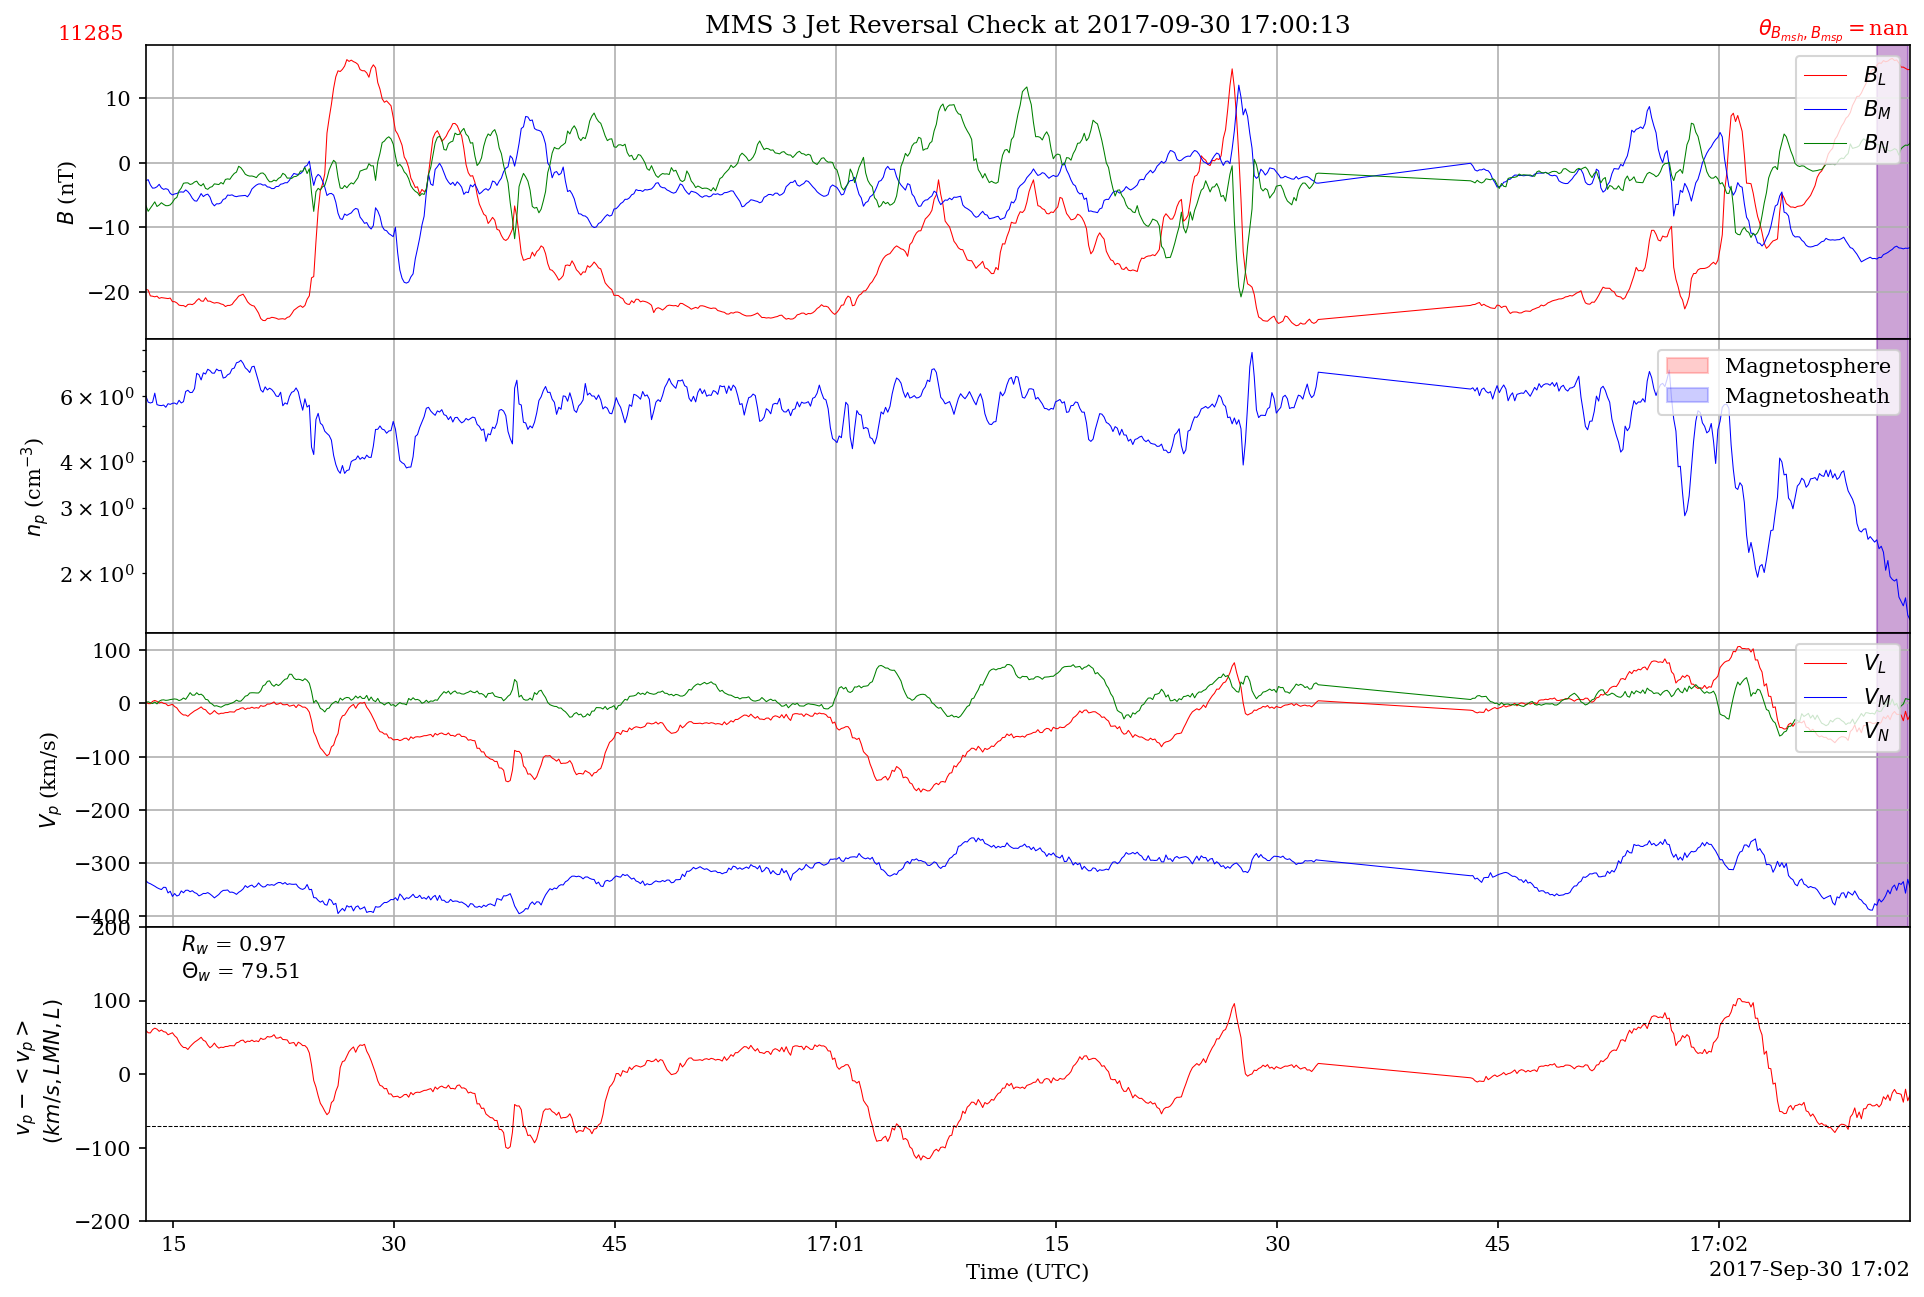 MMS 3 Jet Reversal Check at 2017-09-30 17:00:13
11285
θ_{B_{msh}, B_{msp}} = nan
B (nT)
10
0
−10
−20
B_L
B_M
B_N
n_p (cm⁻³)
6 × 10⁰
4 × 10⁰
3 × 10⁰
2 × 10⁰
Magnetosphere
Magnetosheath
V_p (km/s)
100
0
−100
−200
−300
−400
V_L
V_M
V_N
v_p − < v_p >
(km/s, LMN, L)
200
100
0
−100
−200
R_w = 0.97
Θ_w = 79.51
15 30 45 17:01 15 30 45 17:02
Time (UTC)
2017-Sep-30 17:02